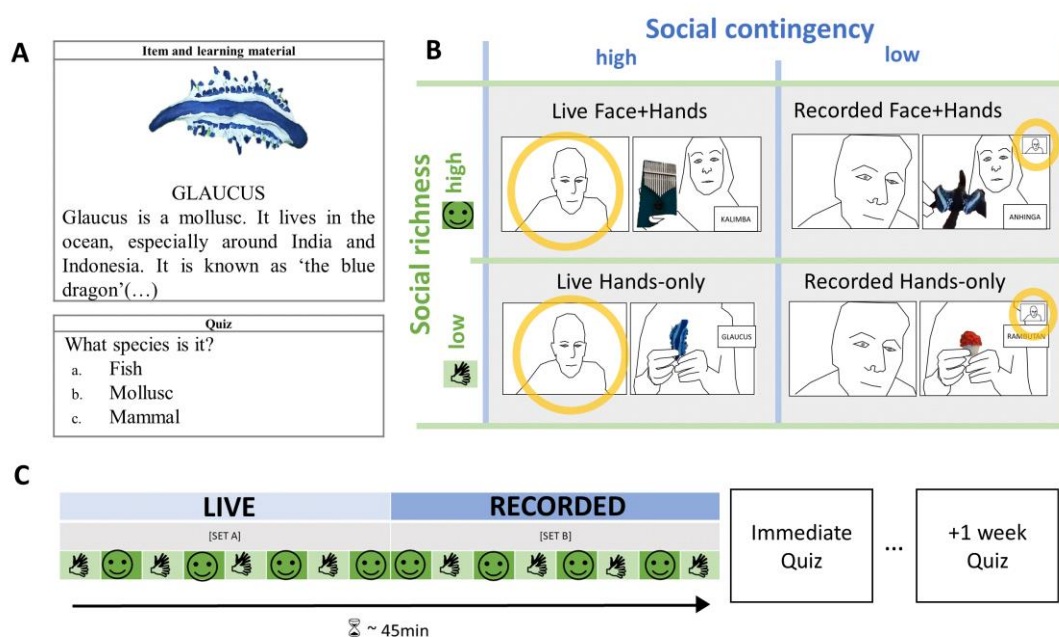 A
Item and learning material
GLAUCUS
Glaucus is a mollusc. It lives in the
ocean, especially around India and
Indonesia. It is known as ‘the blue
dragon’(…)
Quiz
What species is it?
a. Fish
b. Mollusc
c. Mammal
B
Social contingency
high
low
Social richness
high
low
Live Face+Hands
KALIMBA
Recorded Face+Hands
ANHINGA
Live Hands-only
GLAUCUS
Recorded Hands-only
RAMBUTAN
C
LIVE
RECORDED
[SET A]
[SET B]
~ 45min
Immediate
Quiz
...
+1 week
Quiz